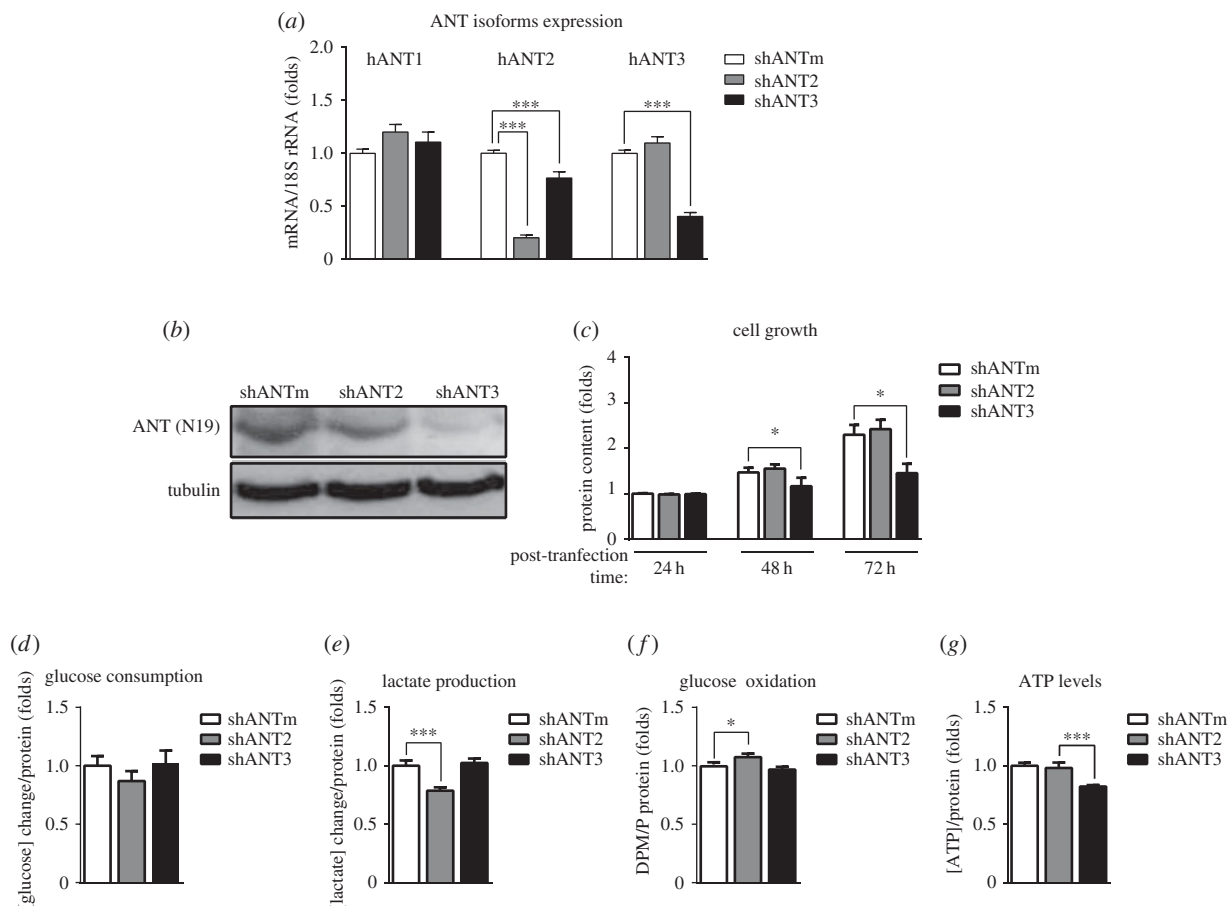 (a)
ANT isoforms expression
mRNA/18S rRNA (folds)
2.0
1.5
1.0
0.5
0
hANT1
hANT2
hANT3
***
***
***
shANTm
shANT2
shANT3
(b)
shANTm shANT2 shANT3
ANT (N19)
tubulin
(c)
cell growth
protein content (folds)
4
3
2
1
0
*
*
shANTm
shANT2
shANT3
post-tranfection
time:
24 h
48 h
72 h
(d)
glucose consumption
[glucose] change/protein (folds)
1.5
1.0
0.5
0
shANTm
shANT2
shANT3
(e)
lactate production
[lactate] change/protein (folds)
1.5
1.0
0.5
0
***
shANTm
shANT2
shANT3
(f)
glucose oxidation
DPM/P protein (folds)
1.5
1.0
0.5
0
*
shANTm
shANT2
shANT3
(g)
ATP levels
[ATP]/protein (folds)
1.5
1.0
0.5
0
***
shANTm
shANT2
shANT3